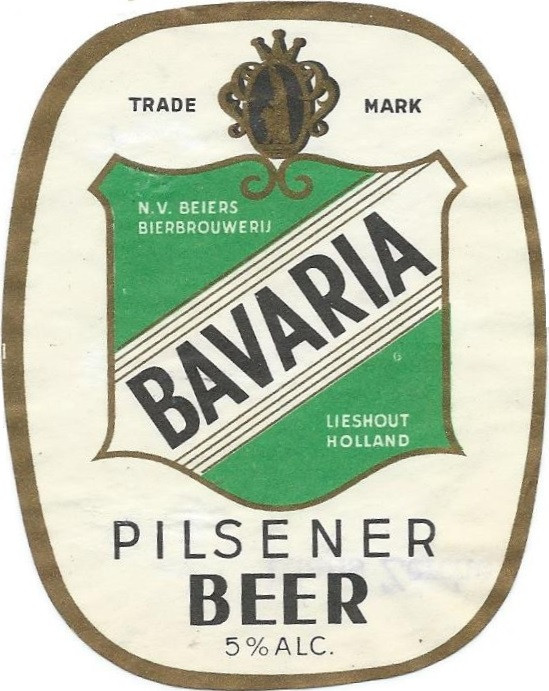 TRADE MARK
N.V. BEIERS
BIERBROUWERIJ
BAVARIA
G
LIESHOUT
HOLLAND
PILSENER
BEER
5% ALC.